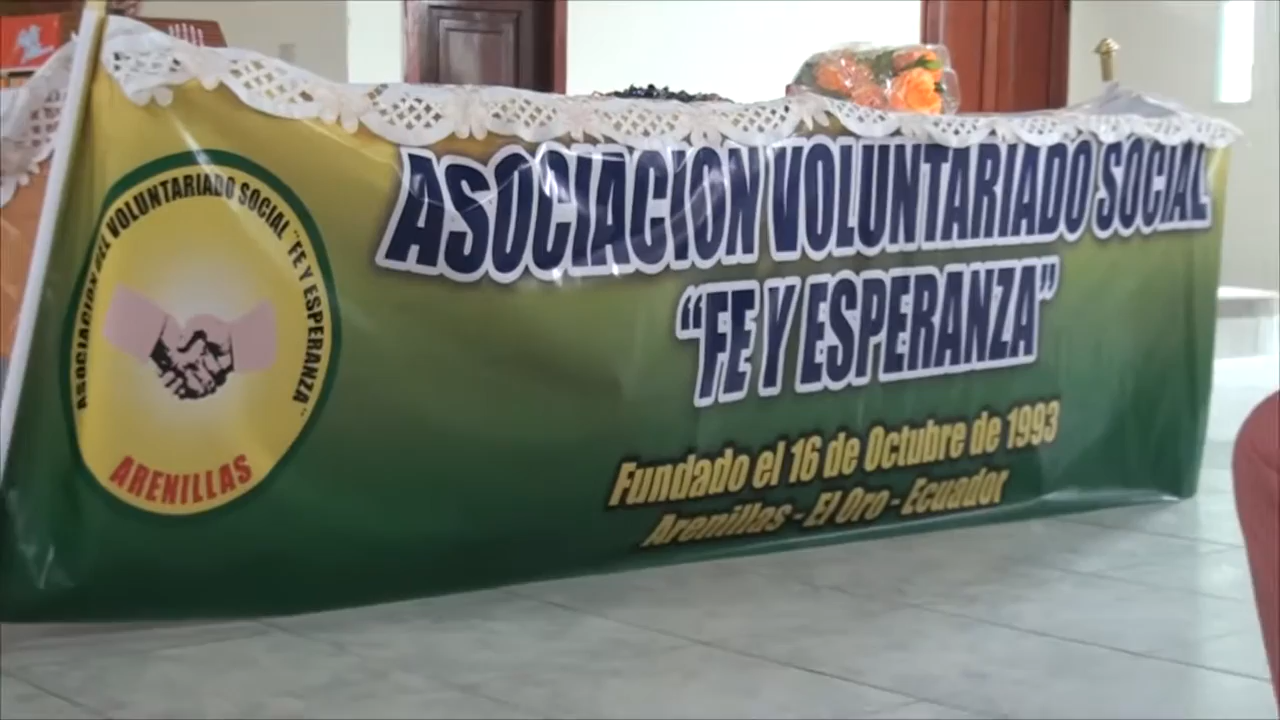 ASOCIACION VOLUNTARIADO SOCIAL
“FE Y ESPERANZA”
Fundado el 16 de Octubre de 1993
Arenillas - El Oro - Ecuador
ASOCIACION DEL VOLUNTARIADO SOCIAL "FE Y ESPERANZA"
ARENILLAS